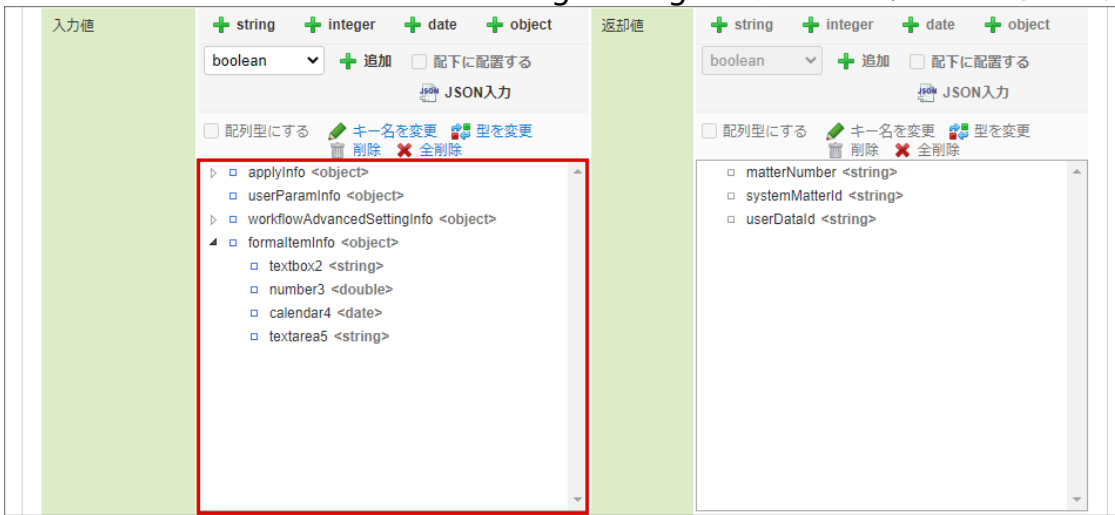 入力値
string integer date object
boolean 追加 配下に配置する
JSON入力
配列型にする キー名を変更 型を変更
削除 全削除
applyInfo <object>
userParamInfo <object>
workflowAdvancedSettingInfo <object>
formaItemInfo <object>
textbox2 <string>
number3 <double>
calendar4 <date>
textarea5 <string>
返却値
string integer date object
boolean 追加 配下に配置する
JSON入力
配列型にする キー名を変更 型を変更
削除 全削除
matterNumber <string>
systemMatterId <string>
userDataId <string>